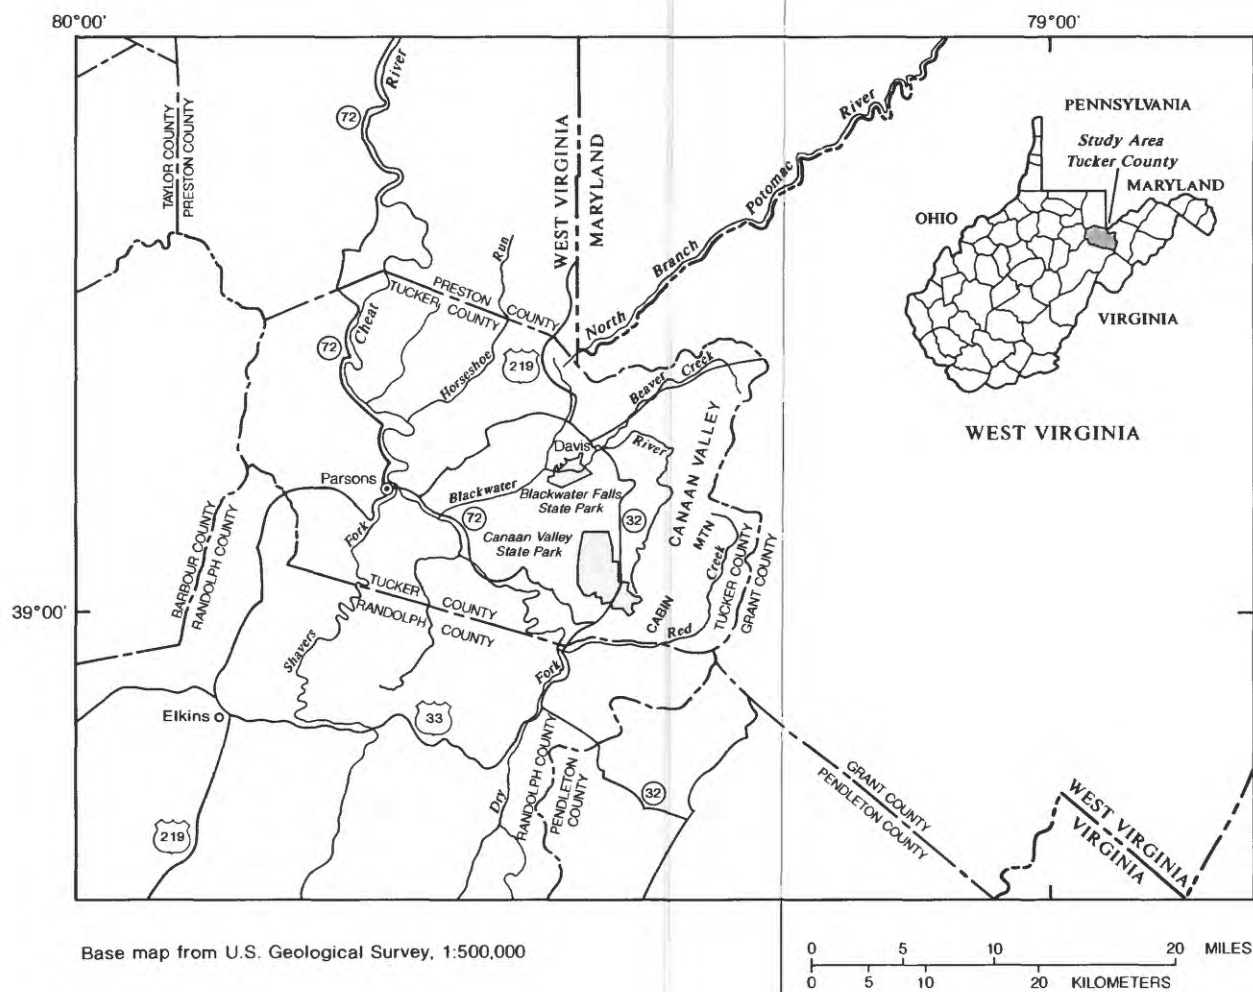 80°00'
79°00'
River
72
TAYLOR COUNTY
PRESTON COUNTY
WEST VIRGINIA
MARYLAND
River
Potomac
Branch
North
Run
PRESTON COUNTY
TUCKER COUNTY
Cheat
72
Horseshoe
219
Beaver Creek
PENNSYLVANIA
Study Area
Tucker County
MARYLAND
OHIO
VIRGINIA
WEST VIRGINIA
Davis
River
CANAAN VALLEY
Parsons
Blackwater
Blackwater Falls
State Park
72
32
Fork
Canaan Valley
State Park
MTN
Creek
TUCKER COUNTY
GRANT COUNTY
BARBOUR COUNTY
RANDOLPH COUNTY
39°00'
TUCKER COUNTY
RANDOLPH COUNTY
CABIN
Red
Shavers
Fork
Elkins
33
219
Dry
RANDOLPH COUNTY
PENDLETON
COUNTY
32
GRANT COUNTY
PENDLETON COUNTY
WEST VIRGINIA
VIRGINIA
Base map from U.S. Geological Survey, 1:500,000
0 5 10 20 MILES
0 5 10 20 KILOMETERS